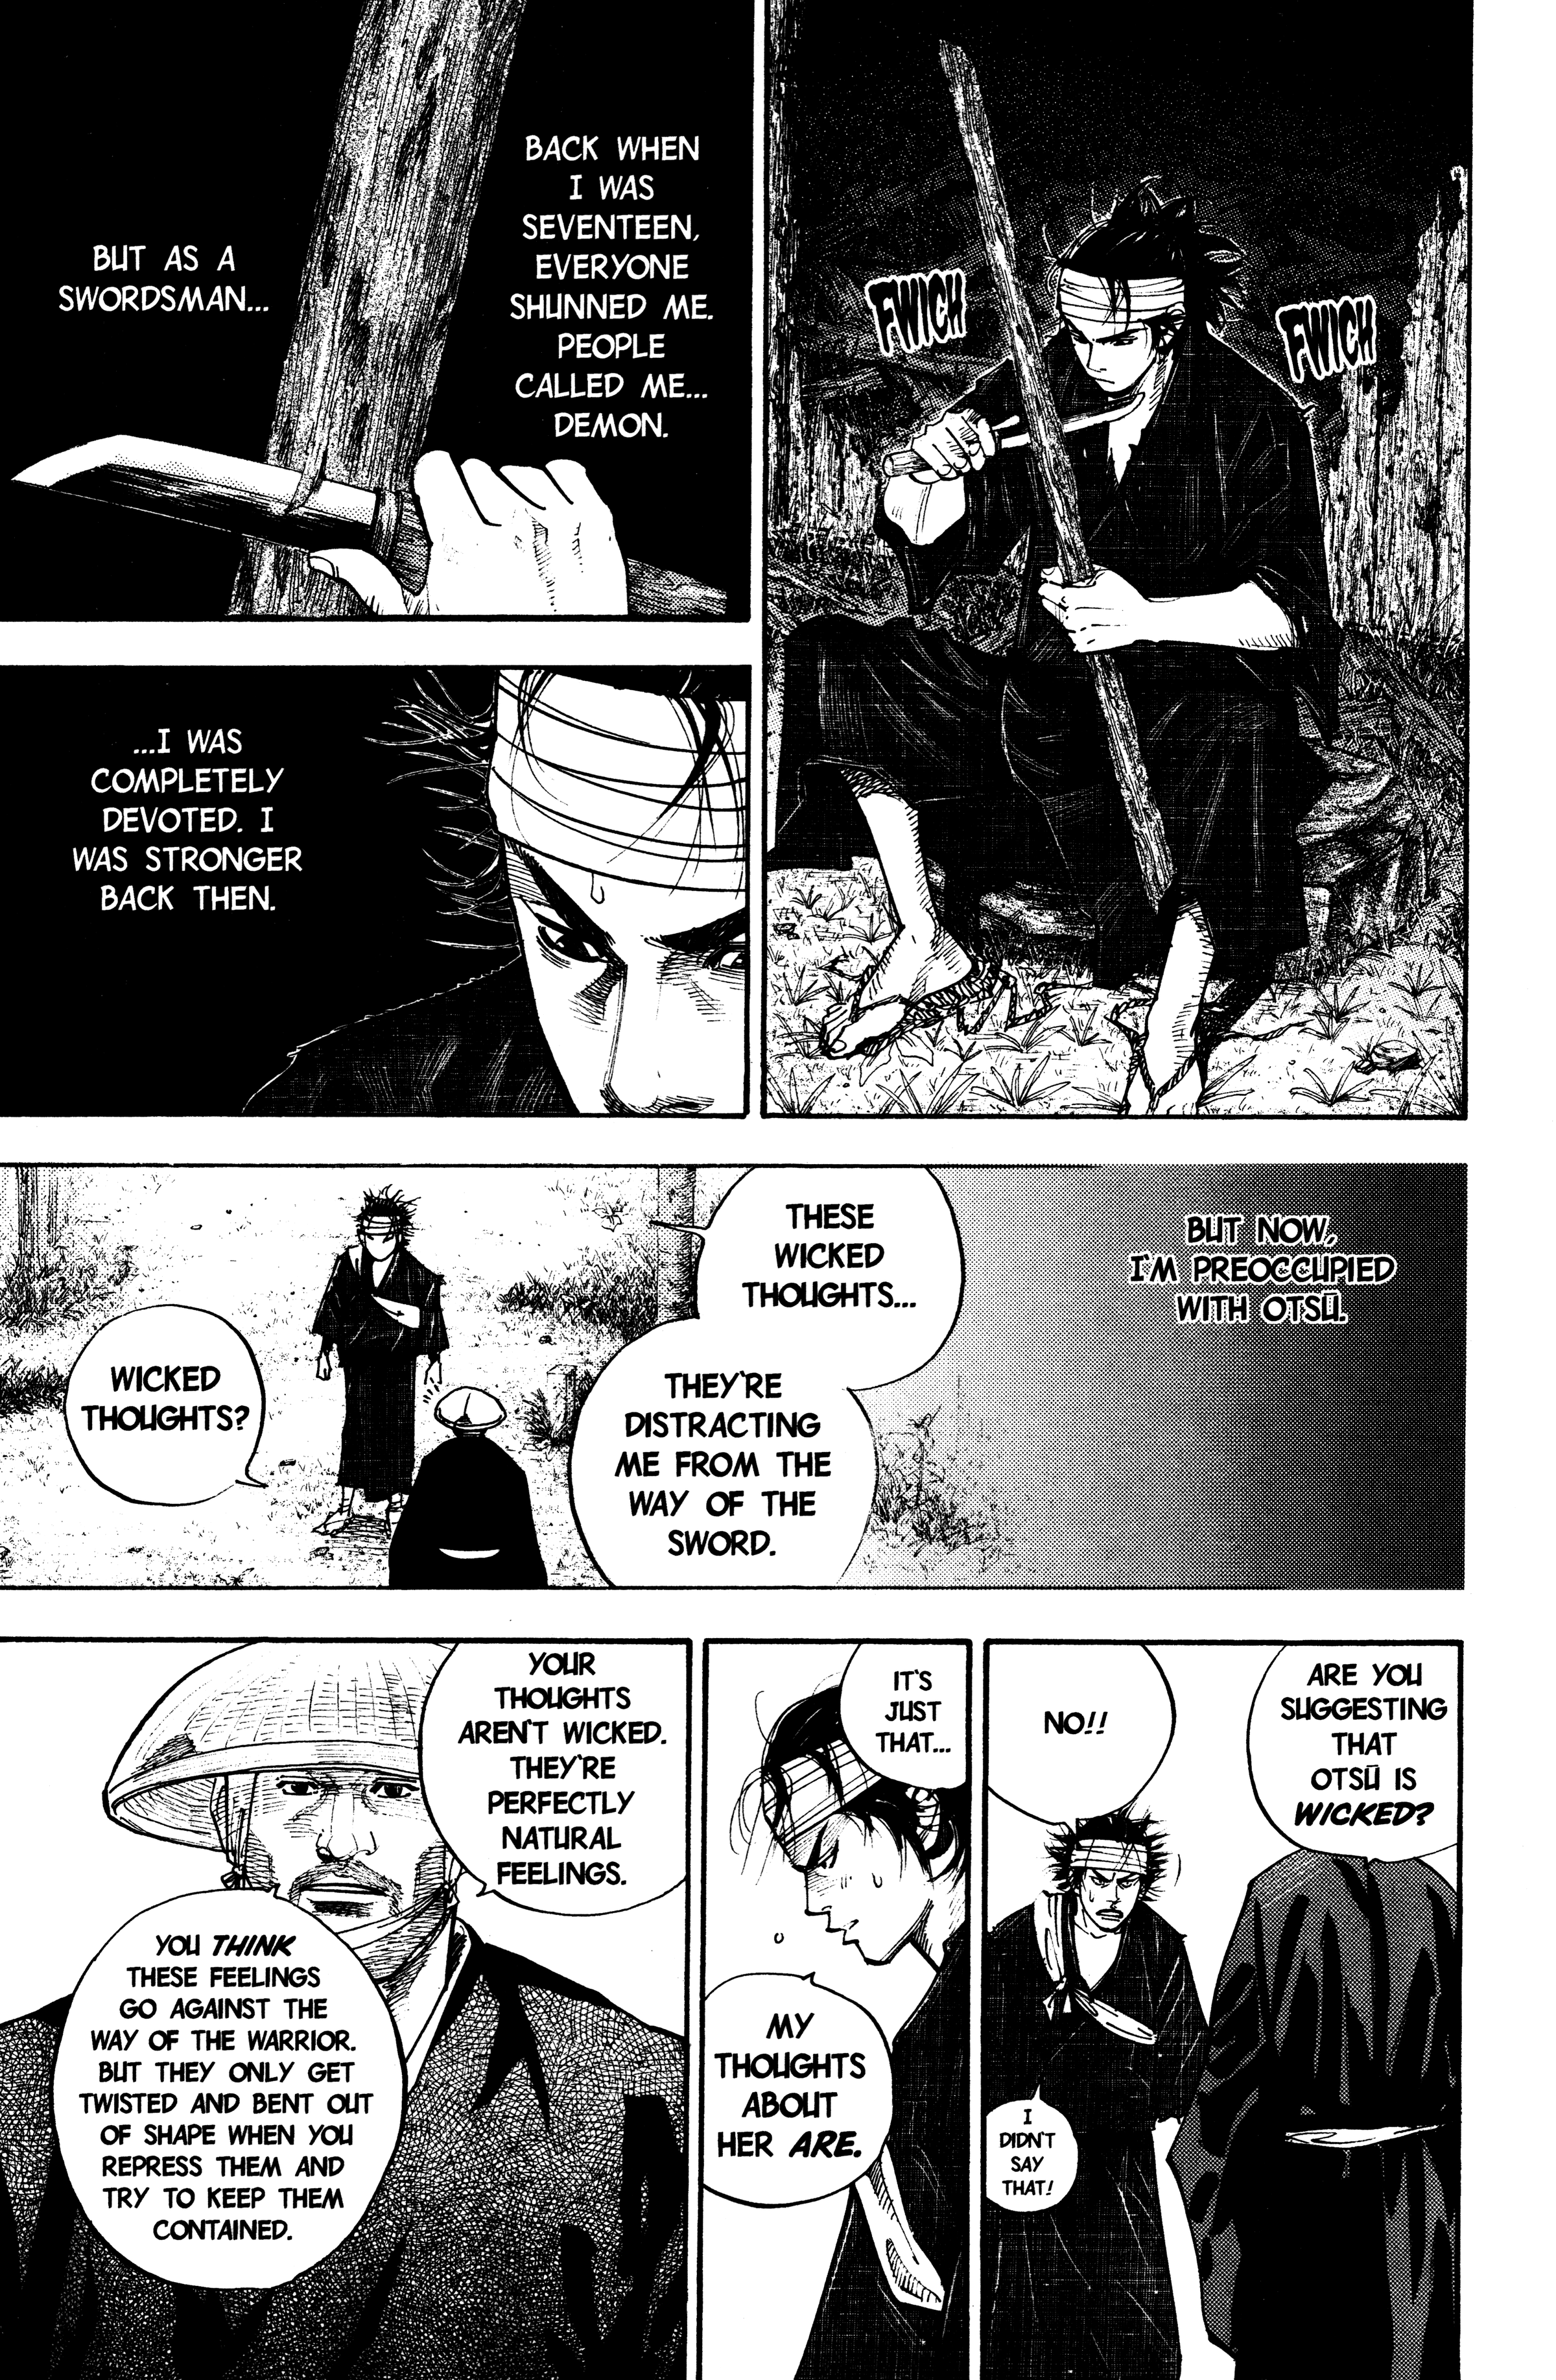 FWICH
FWICH
BACK WHEN
I WAS
SEVENTEEN,
EVERYONE
SHUNNED ME.
PEOPLE
CALLED ME...
DEMON.
BUT AS A
SWORDSMAN...
...I WAS
COMPLETELY
DEVOTED. I
WAS STRONGER
BACK THEN.
BUT NOW,
I'M PREOCCUPIED
WITH OTSŪ.
THESE
WICKED
THOUGHTS...
THEY'RE
DISTRACTING
ME FROM THE
WAY OF THE
SWORD.
WICKED
THOUGHTS?
ARE YOU
SUGGESTING
THAT
OTSŪ IS
WICKED?
NO!!
I
DIDN'T
SAY
THAT!
IT'S
JUST
THAT...
MY
THOUGHTS
ABOUT
HER ARE.
YOUR
THOUGHTS
AREN'T WICKED.
THEY'RE
PERFECTLY
NATURAL
FEELINGS.
YOU THINK
THESE FEELINGS
GO AGAINST THE
WAY OF THE WARRIOR.
BUT THEY ONLY GET
TWISTED AND BENT OUT
OF SHAPE WHEN YOU
REPRESS THEM AND
TRY TO KEEP THEM
CONTAINED.